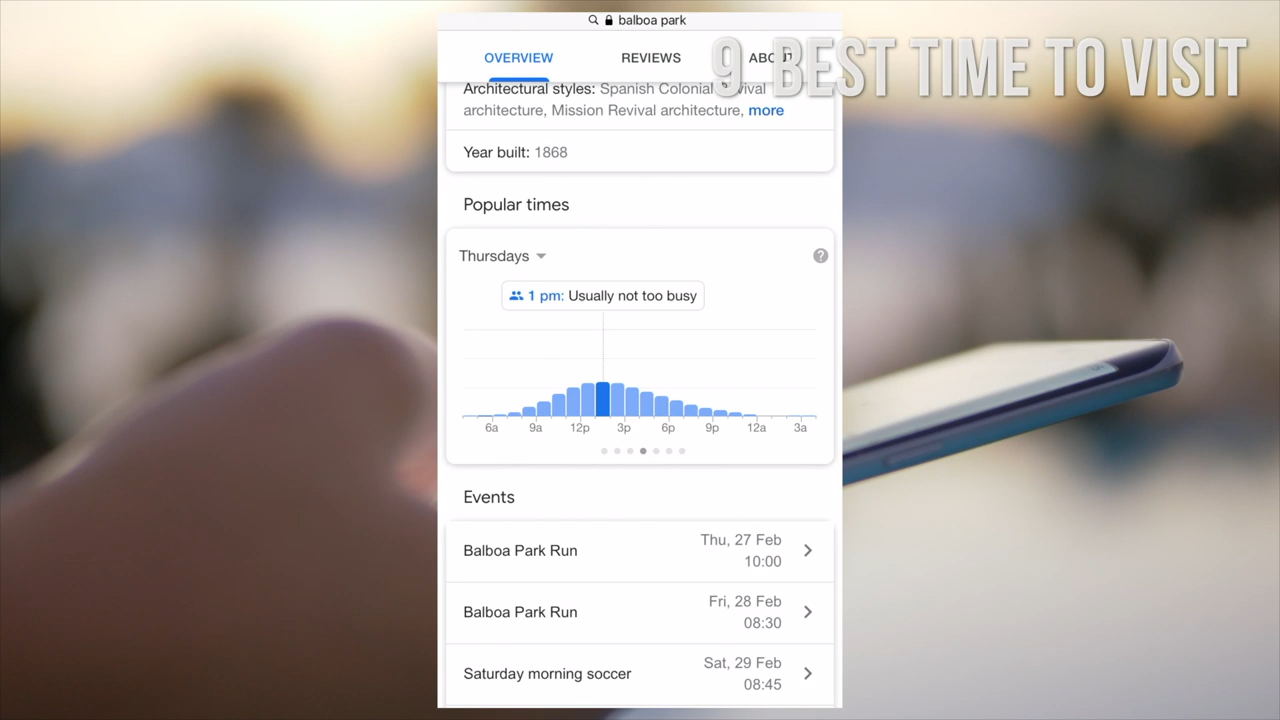 balboa park
OVERVIEW REVIEWS ABOUT
9 BEST TIME TO VISIT
Architectural styles: Spanish Colonial Revival
architecture, Mission Revival architecture, more
Year built: 1868
Popular times
Thursdays
1 pm: Usually not too busy
6a 9a 12p 3p 6p 9p 12a 3a
Events
Balboa Park Run
Thu, 27 Feb
10:00
Balboa Park Run
Fri, 28 Feb
08:30
Saturday morning soccer
Sat, 29 Feb
08:45